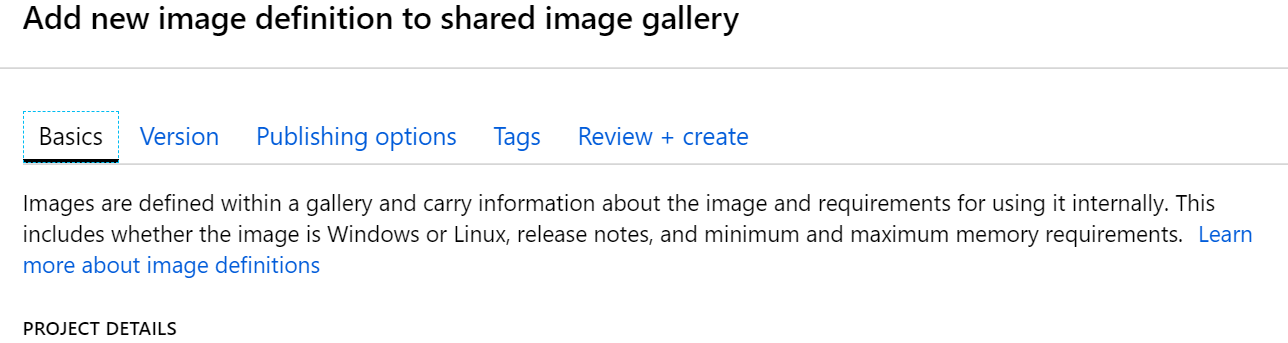 Add new image definition to shared image gallery
Basics Version Publishing options Tags Review + create
Images are defined within a gallery and carry information about the image and requirements for using it internally. This
includes whether the image is Windows or Linux, release notes, and minimum and maximum memory requirements. Learn
more about image definitions
PROJECT DETAILS